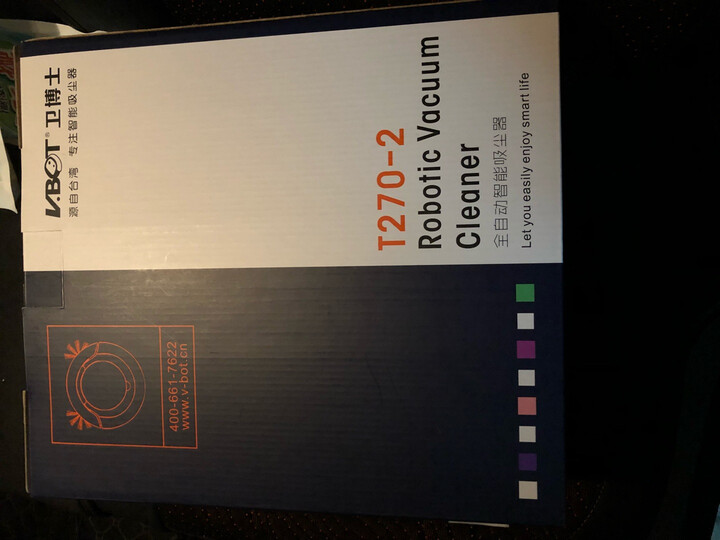 V-BOT® 卫博士
源自台湾 专注智能吸尘器
T270-2
Robotic Vacuum
Cleaner
全自动智能吸尘器
Let you easily enjoy smart life
400-661-7622
www.v-bot.cn